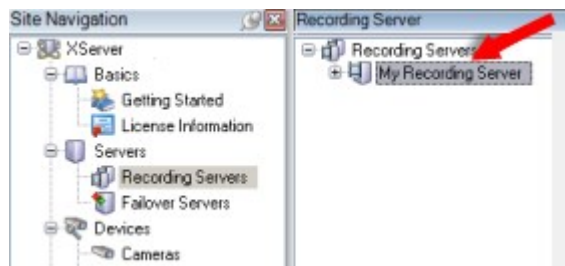 Site Navigation
XServer
Basics
Getting Started
License Information
Servers
Recording Servers
Failover Servers
Devices
Cameras
Recording Server
Recording Servers
My Recording Server